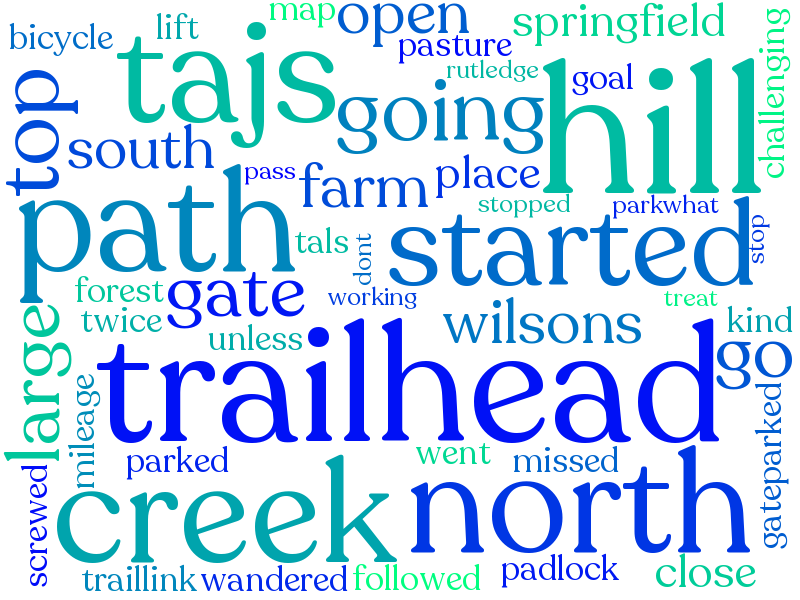 map
open
springfield
bicycle
lift
pasture
challenging
tajs
rutledge
goal
hill
top
going
south
pass
farm
place
path
stopped
parkwhat
started
stop
tals
dont
forest
gate
working
treat
twice
unless
wilsons
kind
large
trailhead
go
mileage
gateparked
parked
went
missed
screwed
creek
north
traillink
wandered
followed
padlock
close